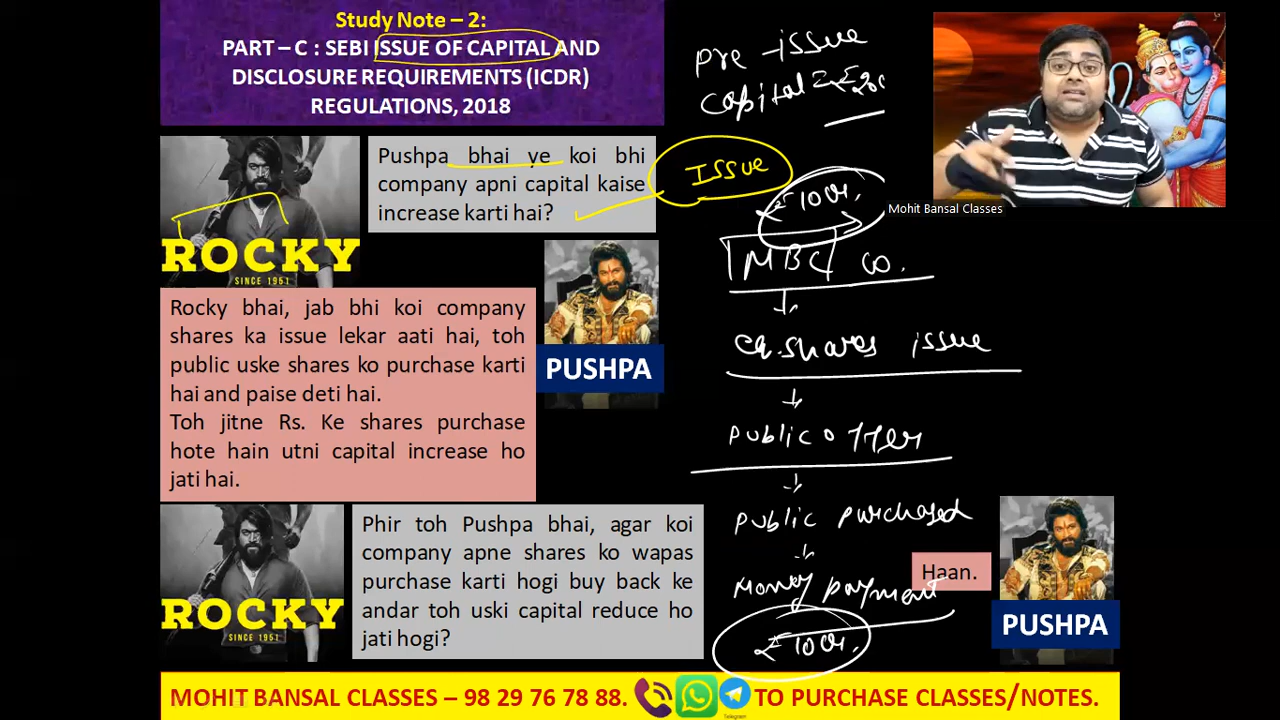 Study Note – 2:
PART – C : SEBI ISSUE OF CAPITAL AND
DISCLOSURE REQUIREMENTS (ICDR)
REGULATIONS, 2018
Pushpa bhai ye koi bhi
company apni capital kaise
increase karti hai?
ROCKY
SINCE 1951
Rocky bhai, jab bhi koi company
shares ka issue lekar aati hai, toh
public uske shares ko purchase karti
hai and paise deti hai.
Toh jitne Rs. Ke shares purchase
hote hain utni capital increase ho
jati hai.
PUSHPA
ROCKY
SINCE 1951
Phir toh Pushpa bhai, agar koi
company apne shares ko wapas
purchase karti hogi buy back ke
andar toh uski capital reduce ho
jati hogi?
Pre-issue
Capital
Issue
₹10cr.
MBC Co.
Eq. shares issue
Public offer
Public purchased
Money payment
₹10cr.
Mohit Bansal Classes
Haan.
PUSHPA
MOHIT BANSAL CLASSES – 98 29 76 78 88. TO PURCHASE CLASSES/NOTES.
Telegram